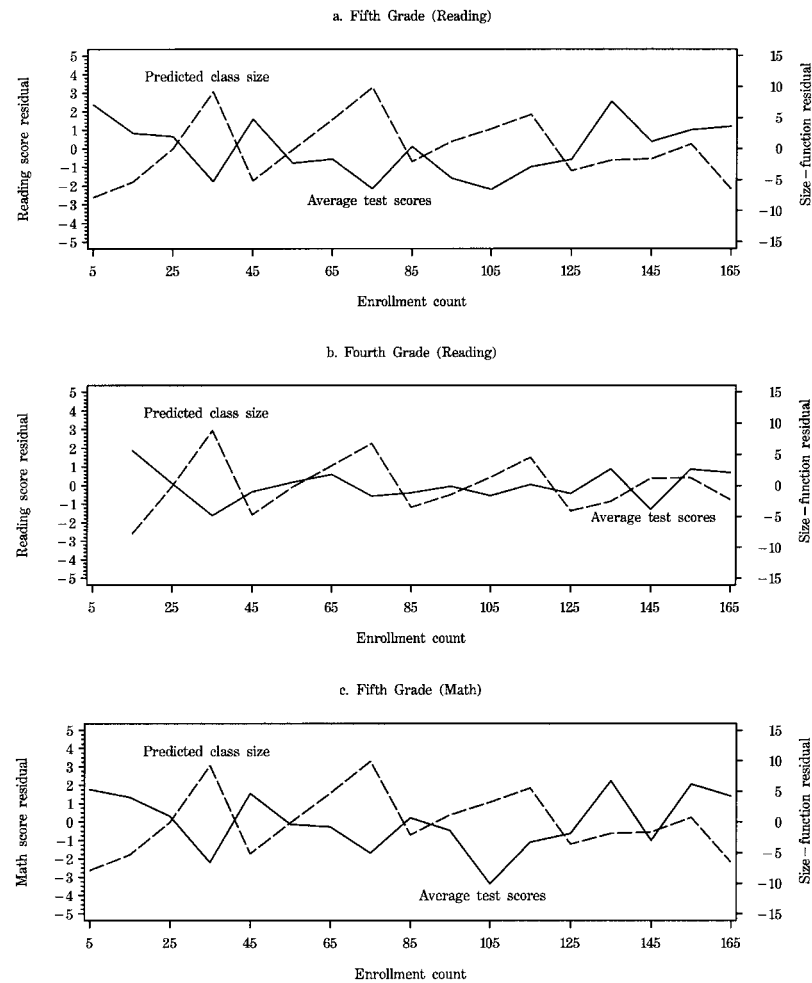 a. Fifth Grade (Reading)
Reading score residual
5
4
3
2
1
0
−1
−2
−3
−4
−5
Predicted class size
Average test scores
15
10
5
0
−5
−10
−15
Size−function residual
5 25 45 65 85 105 125 145 165
Enrollment count
b. Fourth Grade (Reading)
Reading score residual
5
4
3
2
1
0
−1
−2
−3
−4
−5
Predicted class size
Average test scores
15
10
5
0
−5
−10
−15
Size−function residual
5 25 45 65 85 105 125 145 165
Enrollment count
c. Fifth Grade (Math)
Math score residual
5
4
3
2
1
0
−1
−2
−3
−4
−5
Predicted class size
Average test scores
15
10
5
0
−5
−10
−15
Size−function residual
5 25 45 65 85 105 125 145 165
Enrollment count